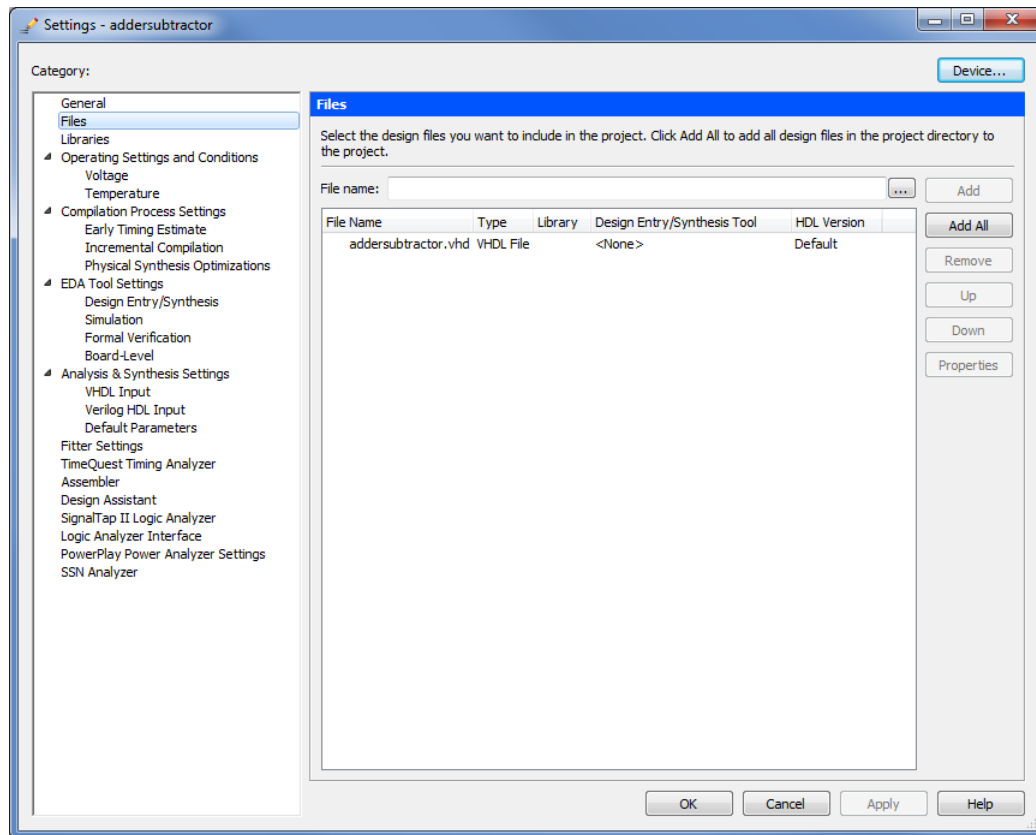 Settings - addersubtractor
Category:
Device...
General
Files
Libraries
Operating Settings and Conditions
Voltage
Temperature
Compilation Process Settings
Early Timing Estimate
Incremental Compilation
Physical Synthesis Optimizations
EDA Tool Settings
Design Entry/Synthesis
Simulation
Formal Verification
Board-Level
Analysis & Synthesis Settings
VHDL Input
Verilog HDL Input
Default Parameters
Fitter Settings
TimeQuest Timing Analyzer
Assembler
Design Assistant
SignalTap II Logic Analyzer
Logic Analyzer Interface
PowerPlay Power Analyzer Settings
SSN Analyzer
Files
Select the design files you want to include in the project. Click Add All to add all design files in the project directory to
the project.
File name:
...
Add
File Name Type Library Design Entry/Synthesis Tool HDL Version
addersubtractor.vhd VHDL File <None> Default
Add All
Remove
Up
Down
Properties
OK
Cancel
Apply
Help